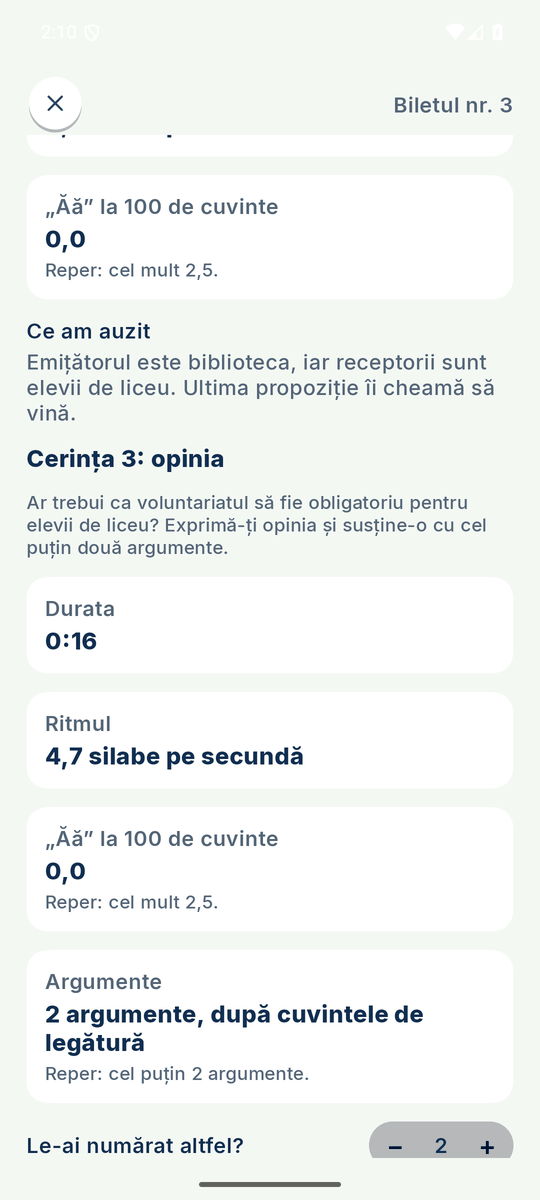 2:10
Biletul nr. 3
„Ăă” la 100 de cuvinte
0,0
Reper: cel mult 2,5.
Ce am auzit
Emițătorul este biblioteca, iar receptorii sunt
elevii de liceu. Ultima propoziție îi cheamă să
vină.
Cerința 3: opinia
Ar trebui ca voluntariatul să fie obligatoriu pentru
elevii de liceu? Exprimă-ți opinia și susține-o cu cel
puțin două argumente.
Durata
0:16
Ritmul
4,7 silabe pe secundă
„Ăă” la 100 de cuvinte
0,0
Reper: cel mult 2,5.
Argumente
2 argumente, după cuvintele de
legătură
Reper: cel puțin 2 argumente.
Le-ai numărat altfel? − 2 +